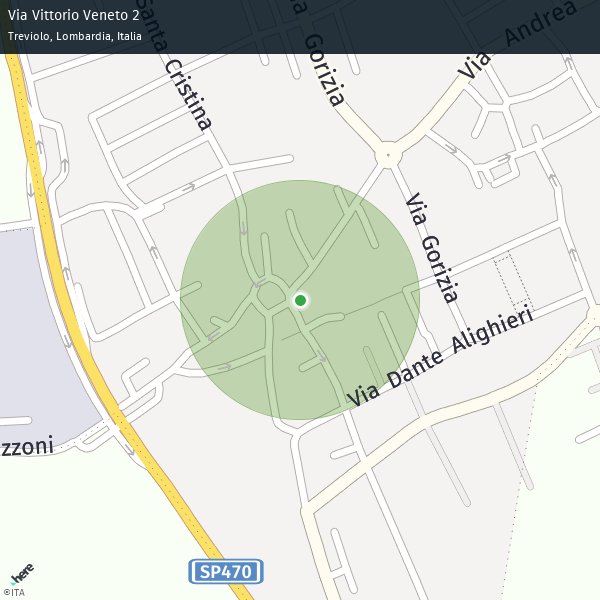 Via Vittorio Veneto 2
Treviolo, Lombardia, Italia
Santa Cristina
Gorizia
Via Andrea
Via Gorizia
Via Dante Alighieri
zzoni
SP470
here
©ITA